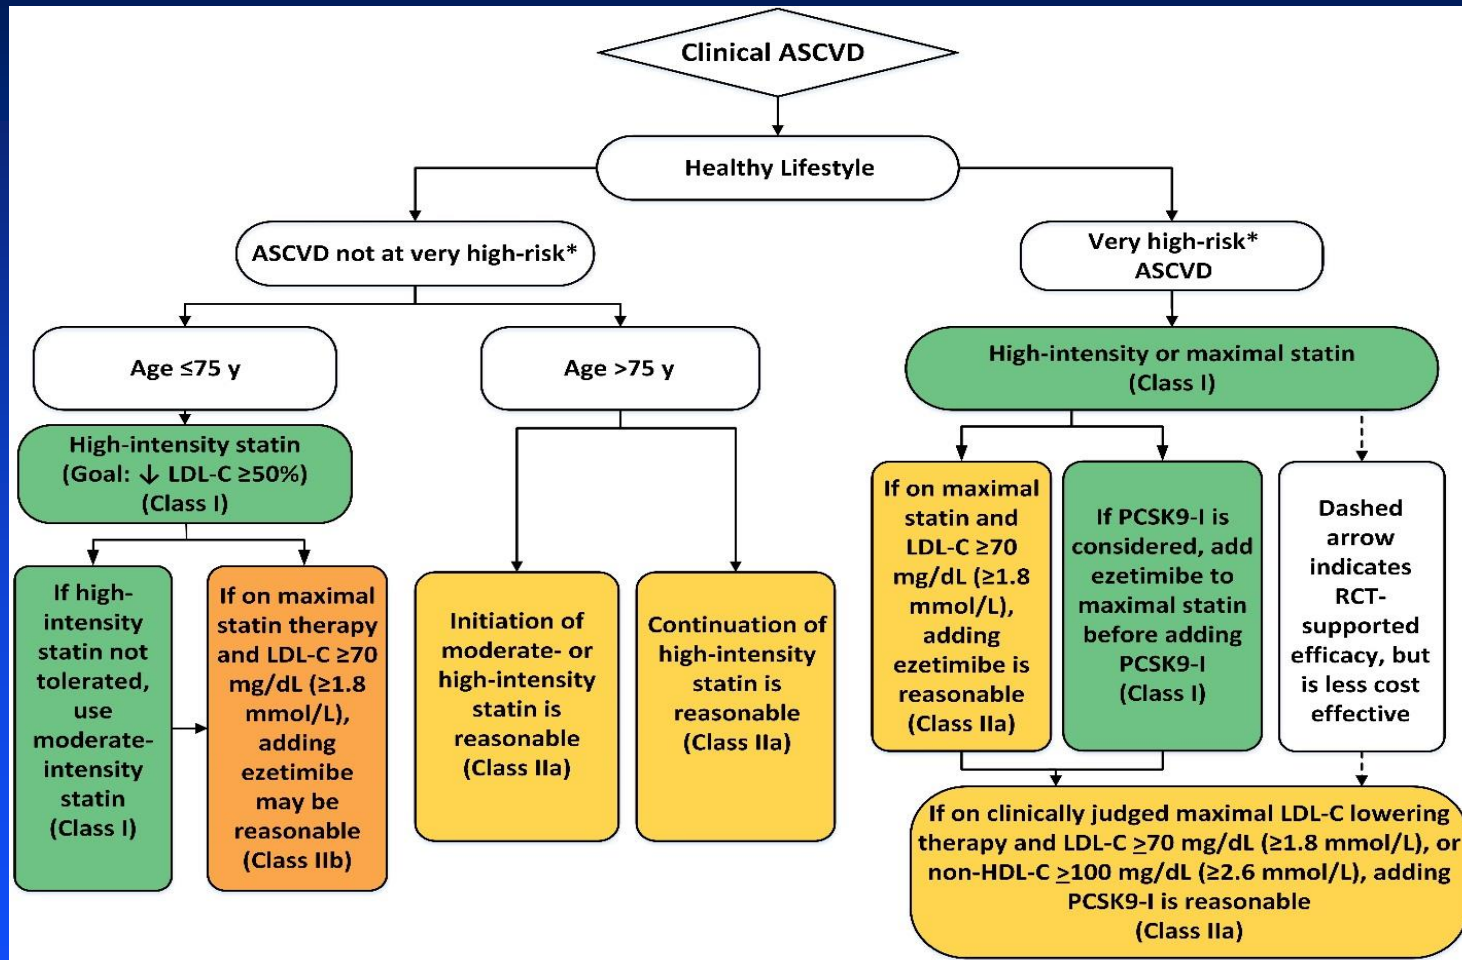 Clinical ASCVD
Healthy Lifestyle
ASCVD not at very high-risk*
Very high-risk*
ASCVD
Age ≤75 y
Age >75 y
High-intensity or maximal statin
(Class I)
High-intensity statin
(Goal: ↓ LDL-C ≥50%)
(Class I)
If high-
intensity
statin not
tolerated,
use
moderate-
intensity
statin
(Class I)
If on maximal
statin therapy
and LDL-C ≥70
mg/dL (≥1.8
mmol/L),
adding
ezetimibe
may be
reasonable
(Class IIb)
Initiation of
moderate- or
high-intensity
statin is
reasonable
(Class IIa)
Continuation of
high-intensity
statin is
reasonable
(Class IIa)
If on maximal
statin and
LDL-C ≥70
mg/dL (≥1.8
mmol/L),
adding
ezetimibe is
reasonable
(Class IIa)
If PCSK9-I is
considered, add
ezetimibe to
maximal statin
before adding
PCSK9-I
(Class I)
Dashed
arrow
indicates
RCT-
supported
efficacy, but
is less cost
effective
If on clinically judged maximal LDL-C lowering
therapy and LDL-C ≥70 mg/dL (≥1.8 mmol/L), or
non-HDL-C ≥100 mg/dL (≥2.6 mmol/L), adding
PCSK9-I is reasonable
(Class IIa)